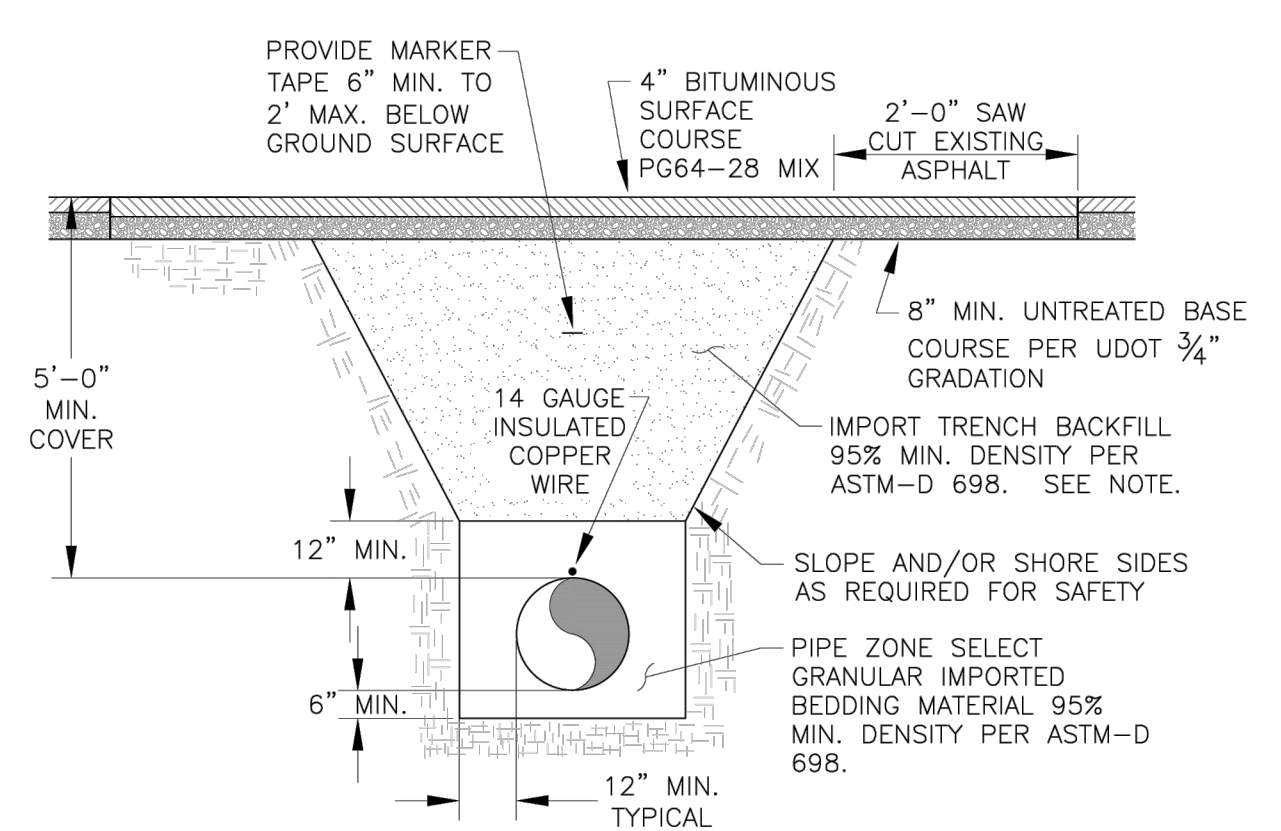 PROVIDE MARKER
TAPE 6” MIN. TO
2’ MAX. BELOW
GROUND SURFACE
4” BITUMINOUS
SURFACE
COURSE
PG64–28 MIX
2’–0” SAW
CUT EXISTING
ASPHALT
8” MIN. UNTREATED BASE
COURSE PER UDOT 3/4”
GRADATION
5’–0”
MIN.
COVER
14 GAUGE
INSULATED
COPPER
WIRE
IMPORT TRENCH BACKFILL
95% MIN. DENSITY PER
ASTM–D 698. SEE NOTE.
12” MIN.
SLOPE AND/OR SHORE SIDES
AS REQUIRED FOR SAFETY
PIPE ZONE SELECT
GRANULAR IMPORTED
BEDDING MATERIAL 95%
MIN. DENSITY PER ASTM–D
698.
6” MIN.
12” MIN.
TYPICAL